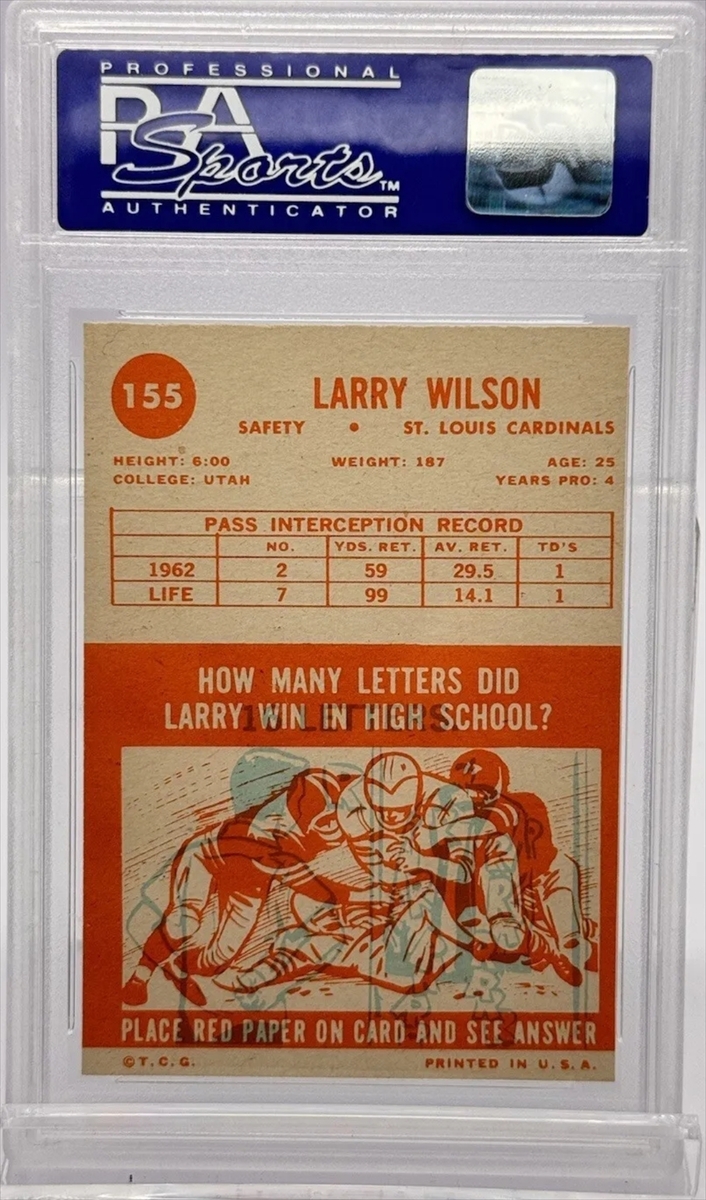 PROFESSIONAL
PSA
Sports™
AUTHENTICATOR
155
LARRY WILSON
SAFETY • ST. LOUIS CARDINALS
HEIGHT: 6:00 WEIGHT: 187 AGE: 25
COLLEGE: UTAH YEARS PRO: 4
PASS INTERCEPTION RECORD
NO. YDS. RET. AV. RET. TD'S
1962 2 59 29.5 1
LIFE 7 99 14.1 1
HOW MANY LETTERS DID
LARRY WIN IN HIGH SCHOOL?
LETTERS
PLACE RED PAPER ON CARD AND SEE ANSWER
©T.C.G. PRINTED IN U.S.A.